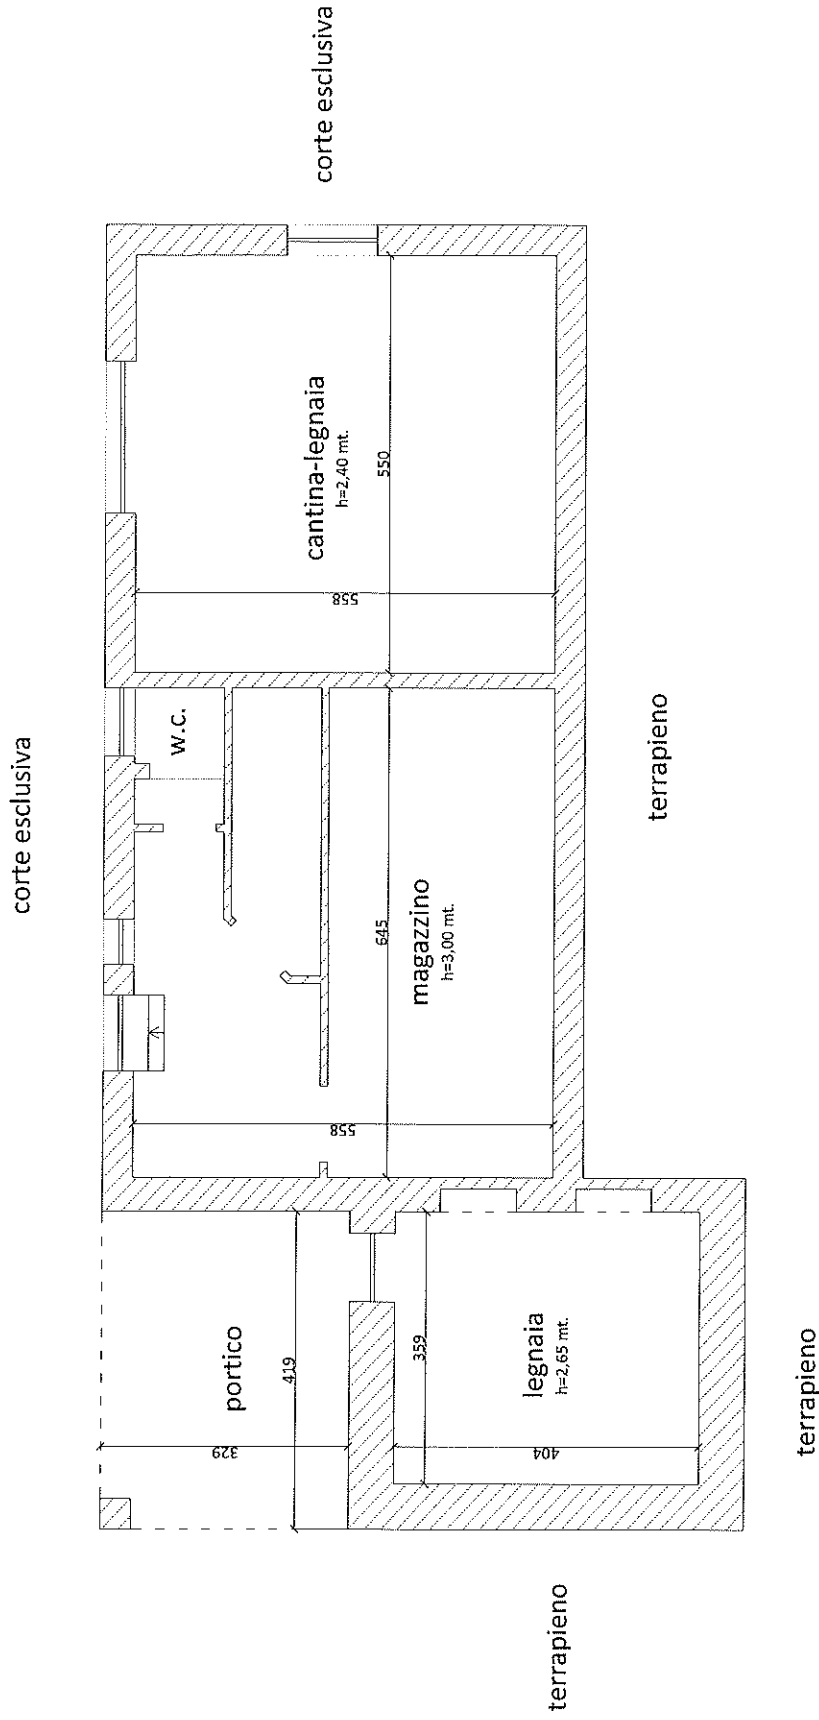 corte esclusiva
corte esclusiva
cantina-legnaia
h=2,40 mt.
550
558
w.c.
magazzino
h=3,00 mt.
645
558
terrapieno
portico
419
329
legnaia
h=2,65 mt.
359
404
terrapieno
terrapieno